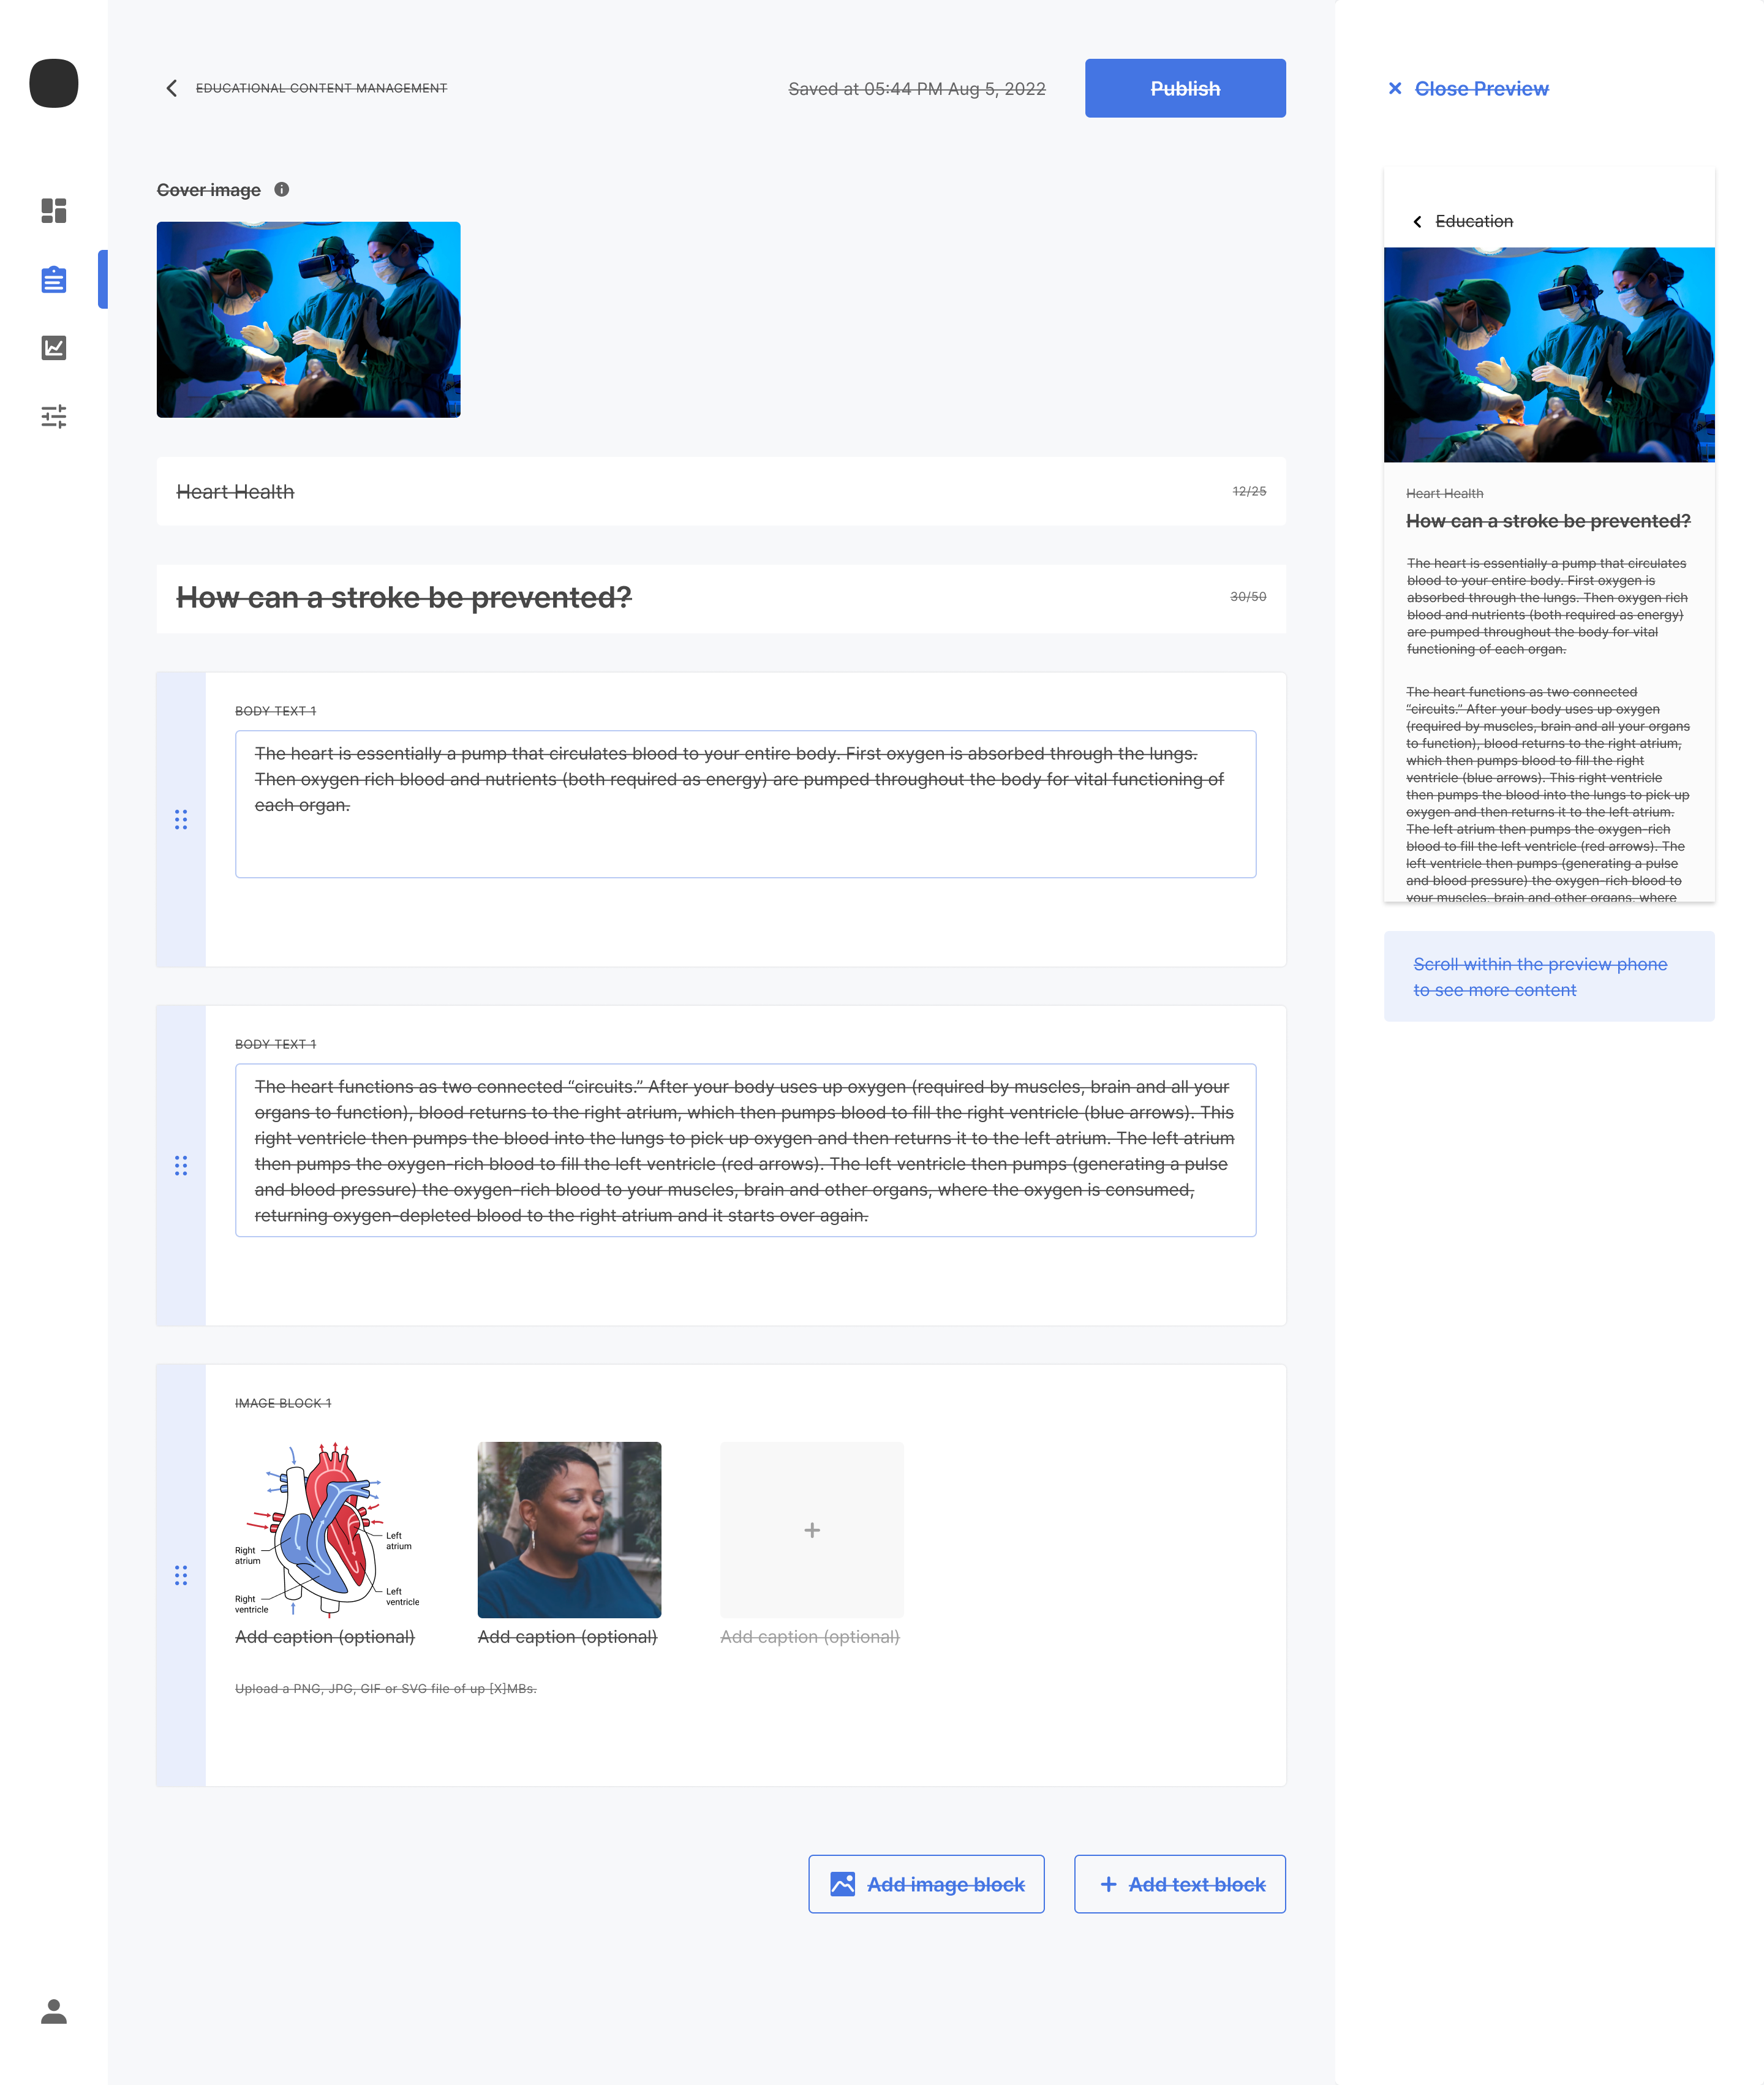 EDUCATIONAL CONTENT MANAGEMENT
Saved at 05:44 PM Aug 5, 2022
Publish
Cover image
Heart Health
12/25
How can a stroke be prevented?
30/50
BODY TEXT 1
The heart is essentially a pump that circulates blood to your entire body. First oxygen is absorbed through the lungs.
Then oxygen rich blood and nutrients (both required as energy) are pumped throughout the body for vital functioning of
each organ.
BODY TEXT 1
The heart functions as two connected “circuits.” After your body uses up oxygen (required by muscles, brain and all your
organs to function), blood returns to the right atrium, which then pumps blood to fill the right ventricle (blue arrows). This
right ventricle then pumps the blood into the lungs to pick up oxygen and then returns it to the left atrium. The left atrium
then pumps the oxygen-rich blood to fill the left ventricle (red arrows). The left ventricle then pumps (generating a pulse
and blood pressure) the oxygen-rich blood to your muscles, brain and other organs, where the oxygen is consumed,
returning oxygen-depleted blood to the right atrium and it starts over again.
IMAGE BLOCK 1
Right
atrium
Left
atrium
Right
ventricle
Left
ventricle
Add caption (optional)
Add caption (optional)
Add caption (optional)
Upload a PNG, JPG, GIF or SVG file of up [X]MBs.
Add image block
Add text block
Close Preview
Education
Heart Health
How can a stroke be prevented?
The heart is essentially a pump that circulates
blood to your entire body. First oxygen is
absorbed through the lungs. Then oxygen rich
blood and nutrients (both required as energy)
are pumped throughout the body for vital
functioning of each organ.
The heart functions as two connected
“circuits.” After your body uses up oxygen
(required by muscles, brain and all your organs
to function), blood returns to the right atrium,
which then pumps blood to fill the right
ventricle (blue arrows). This right ventricle
then pumps the blood into the lungs to pick up
oxygen and then returns it to the left atrium.
The left atrium then pumps the oxygen-rich
blood to fill the left ventricle (red arrows). The
left ventricle then pumps (generating a pulse
and blood pressure) the oxygen-rich blood to
your muscles, brain and other organs, where
Scroll within the preview phone
to see more content